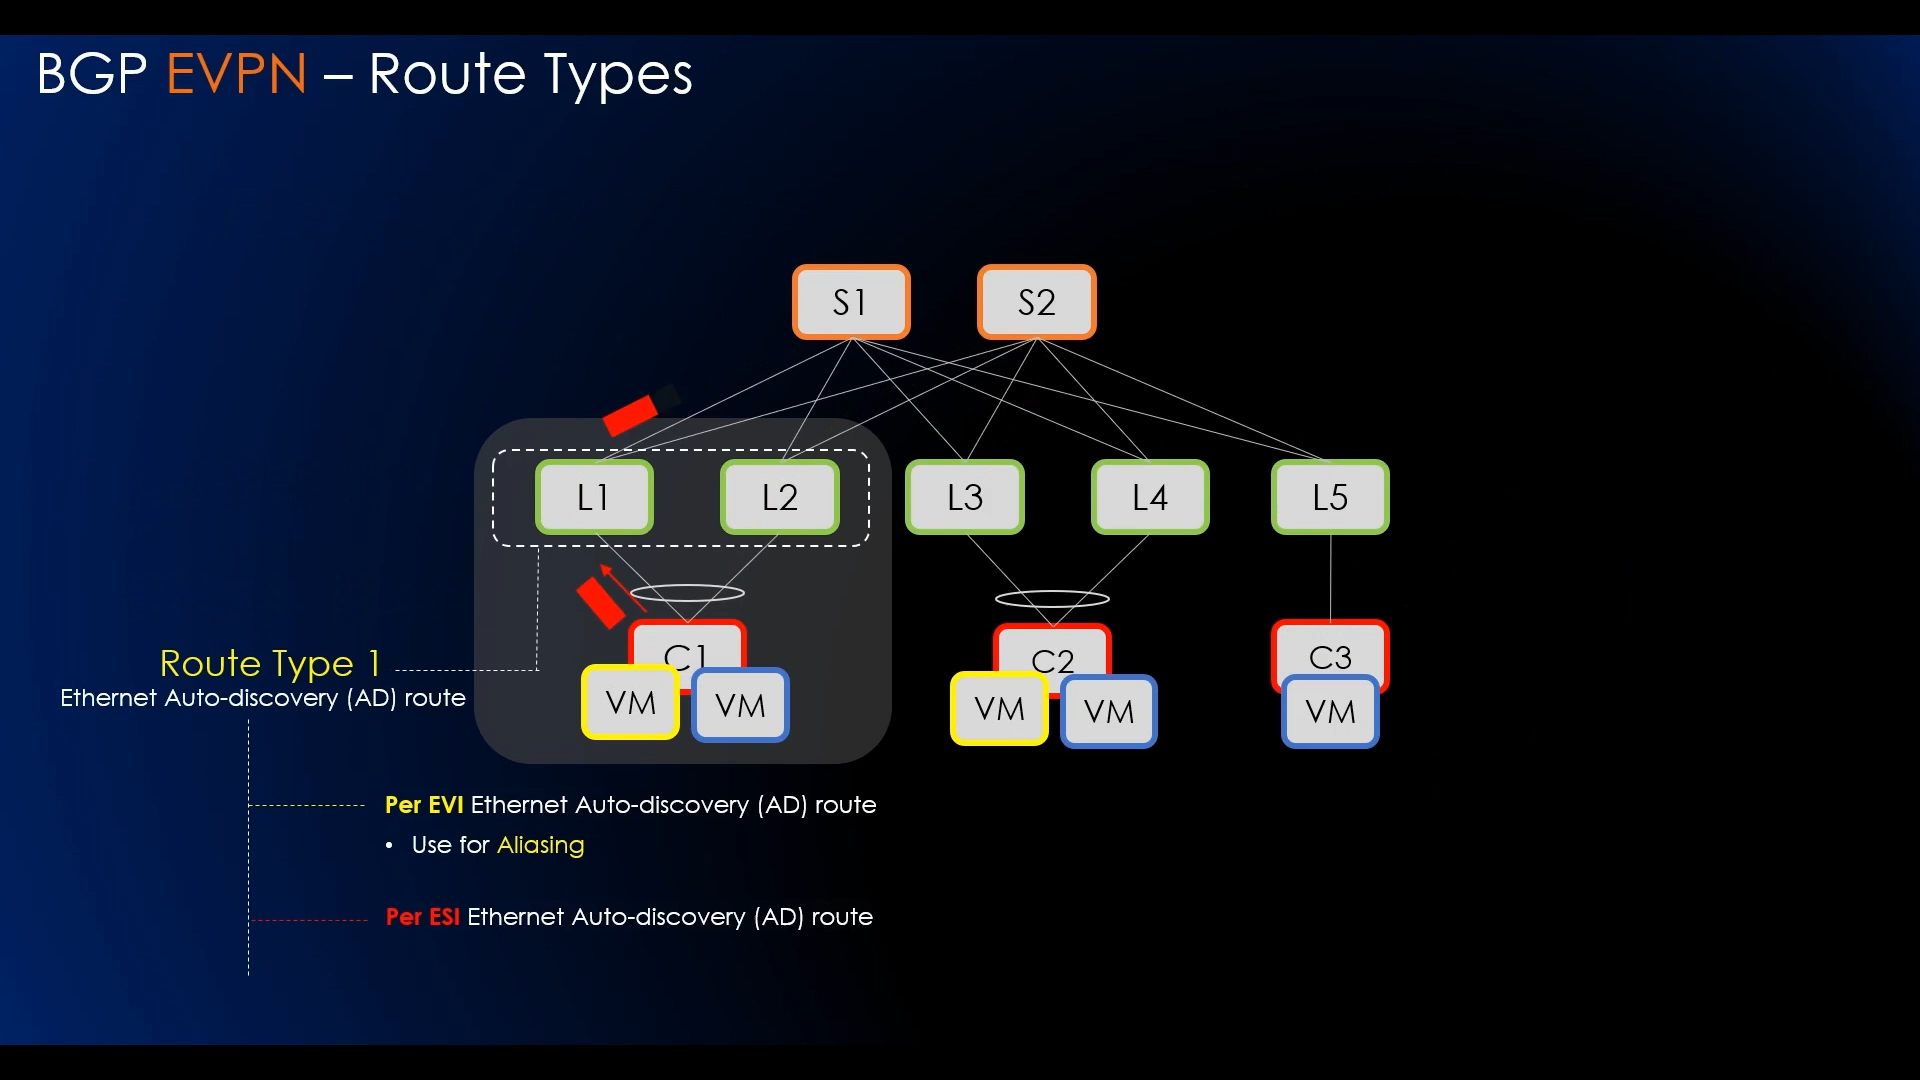 BGP EVPN – Route Types
S1
S2
L1
L2
L3
L4
L5
C1
C2
C3
VM
VM
VM
VM
VM
Route Type 1
Ethernet Auto-discovery (AD) route
Per EVI Ethernet Auto-discovery (AD) route
• Use for Aliasing
Per ESI Ethernet Auto-discovery (AD) route